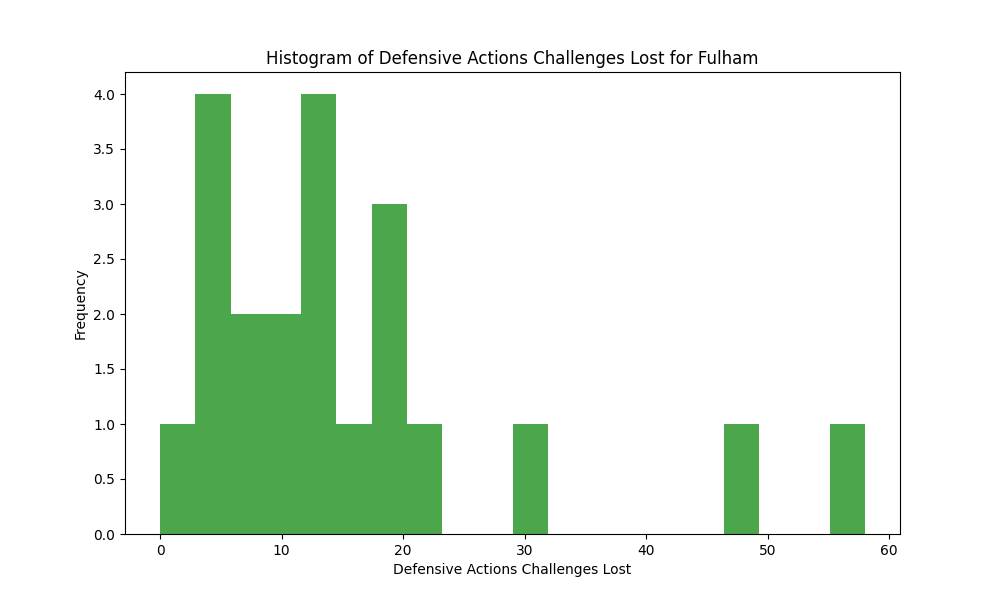 Histogram of Defensive Actions Challenges Lost for Fulham
4.0
3.5
3.0
2.5
2.0
1.5
1.0
0.5
0.0
Frequency
0 10 20 30 40 50 60
Defensive Actions Challenges Lost